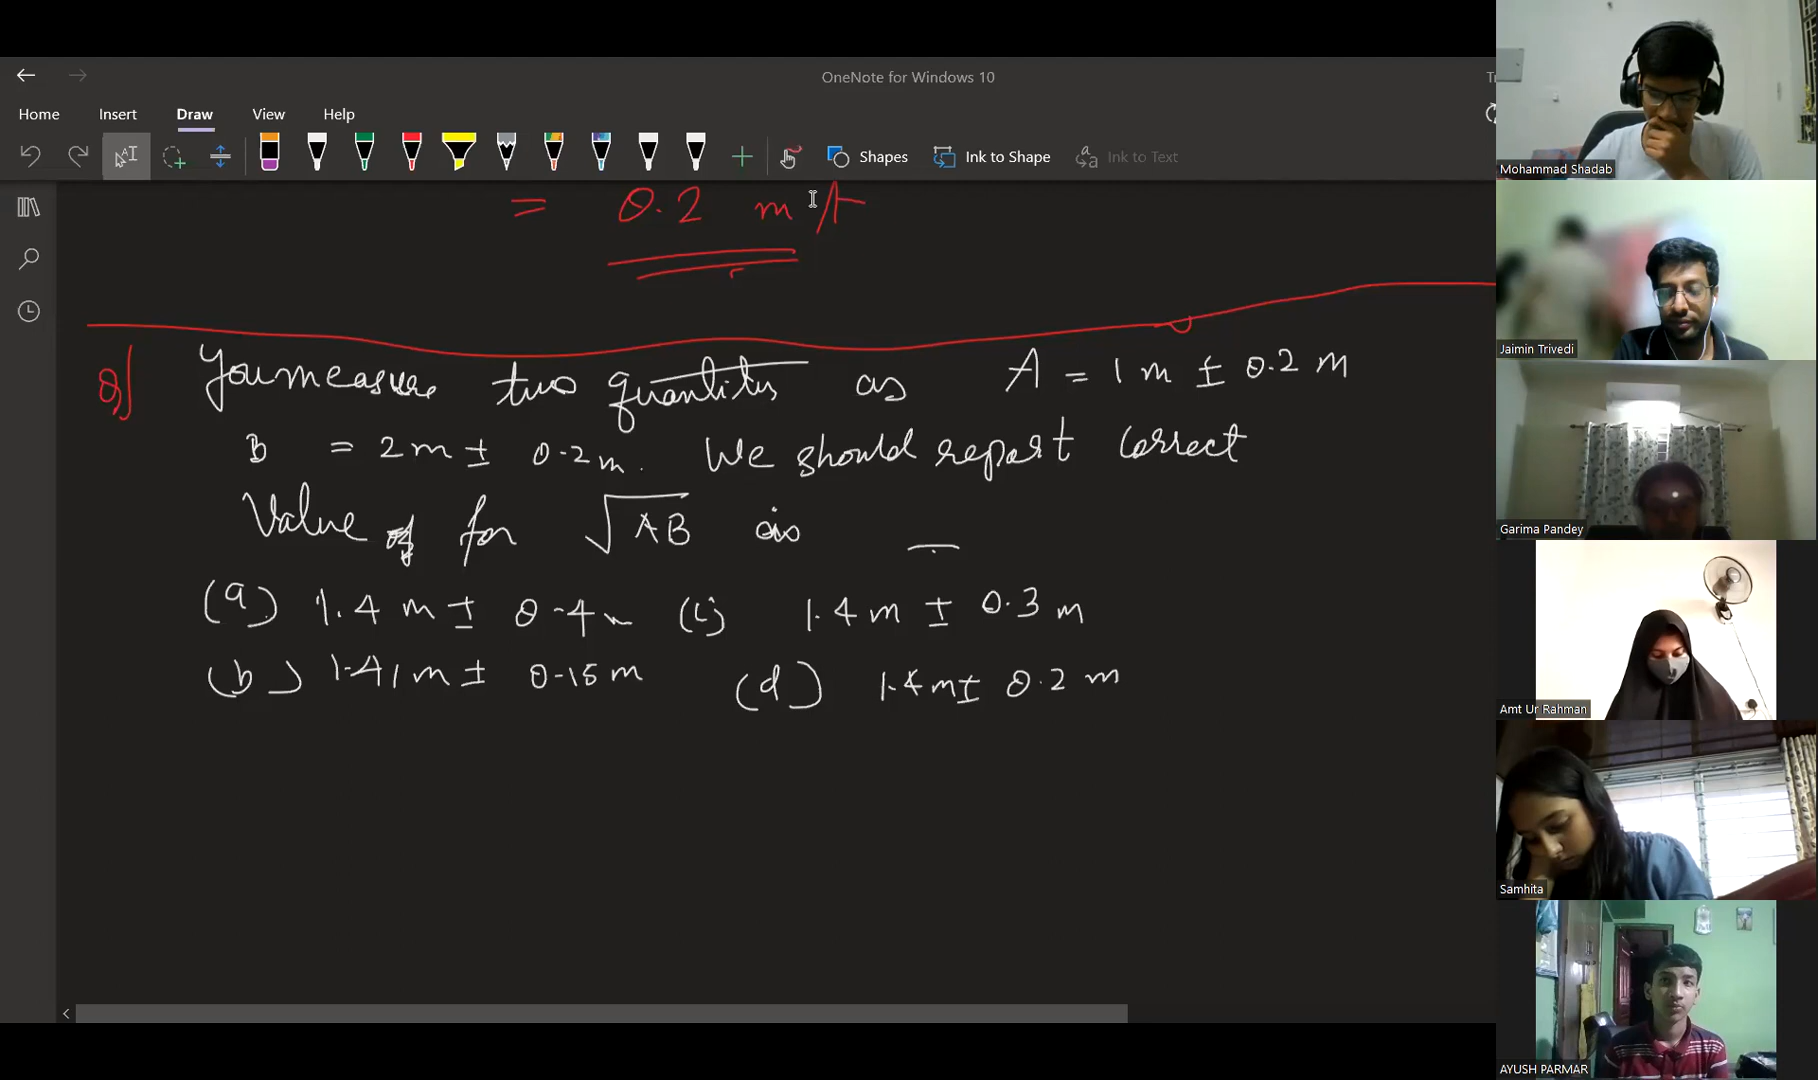 OneNote for Windows 10
Home Insert Draw View Help
Shapes Ink to Shape Ink to Text
= 0.2 m
Q) You measure two quantities as A = 1 m ± 0.2 m
B = 2 m ± 0.2 m. We should report correct
Value of for √AB as
(a) 1.4 m ± 0.4 m (c) 1.4 m ± 0.3 m
(b) 1.41 m ± 0.15 m (d) 1.4 m ± 0.2 m
Mohammad Shadab
Jaimin Trivedi
Garima Pandey
Amt Ur Rahman
Samhita
AYUSH PARMAR